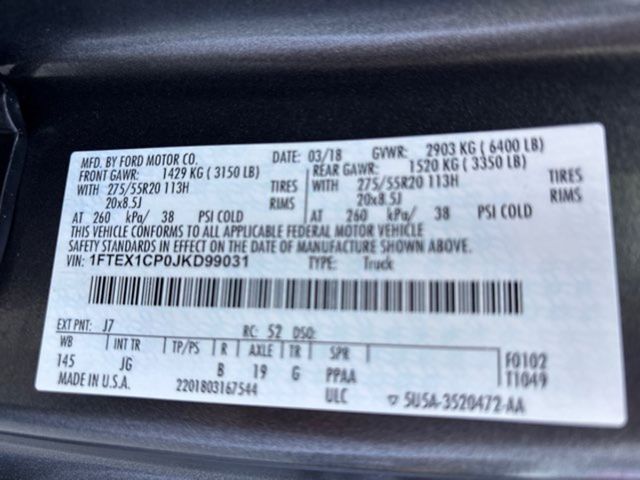 MFD. BY FORD MOTOR CO. DATE: 03/18 GVWR: 2903 KG ( 6400 LB)
FRONT GAWR: 1429 KG ( 3150 LB) REAR GAWR: 1520 KG ( 3350 LB)
WITH 275/55R20 113H TIRES WITH 275/55R20 113H TIRES
20x8.5J RIMS 20x8.5J RIMS
AT 260 kPa/ 38 PSI COLD AT 260 kPa/ 38 PSI COLD
THIS VEHICLE CONFORMS TO ALL APPLICABLE FEDERAL MOTOR VEHICLE
SAFETY STANDARDS IN EFFECT ON THE DATE OF MANUFACTURE SHOWN ABOVE.
VIN: 1FTEX1CP0JKD99031 TYPE: Truck
EXT PNT: J7 RC: 52 DSO:
WB INT TR TP/PS R AXLE TR SPR F0102
145 JG B 19 G PPAA T1049
MADE IN U.S.A. 2201803167544 ULC 5U5A-3520472-AA